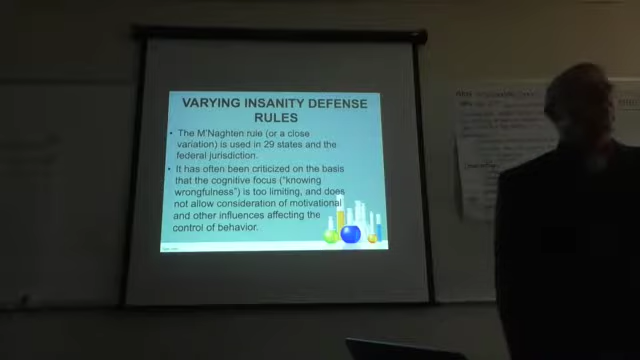 VARYING INSANITY DEFENSE
RULES
• The M'Naghten rule (or a close
variation) is used in 29 states and the
federal jurisdiction.
• It has often been criticized on the basis
that the cognitive focus ("knowing
wrongfulness") is too limiting, and does
not allow consideration of motivational
and other influences affecting the
control of behavior.